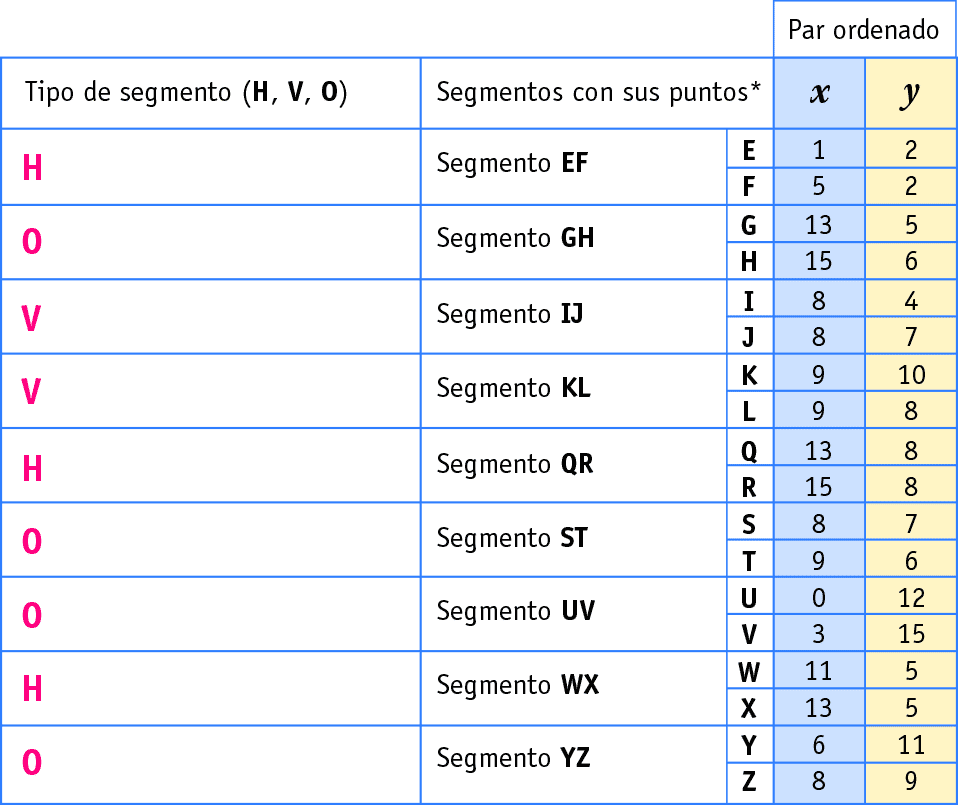 Par ordenado
Tipo de segmento (H, V, O) Segmentos con sus puntos* x y
H Segmento EF E 1 2
F 5 2
O Segmento GH G 13 5
H 15 6
V Segmento IJ I 8 4
J 8 7
V Segmento KL K 9 10
L 9 8
H Segmento QR Q 13 8
R 15 8
O Segmento ST S 8 7
T 9 6
O Segmento UV U 0 12
V 3 15
H Segmento WX W 11 5
X 13 5
O Segmento YZ Y 6 11
Z 8 9